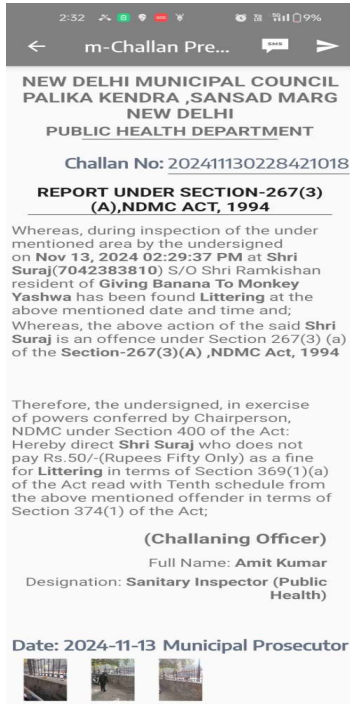 2:32 9%
m-Challan Pre... SMS
NEW DELHI MUNICIPAL COUNCIL
PALIKA KENDRA ,SANSAD MARG
NEW DELHI
PUBLIC HEALTH DEPARTMENT
Challan No: 202411130228421018
REPORT UNDER SECTION-267(3)
(A),NDMC ACT, 1994
Whereas, during inspection of the under
mentioned area by the undersigned
on Nov 13, 2024 02:29:37 PM at Shri
Suraj(7042383810) S/O Shri Ramkishan
resident of Giving Banana To Monkey
Yashwa has been found Littering at the
above mentioned date and time and;
Whereas, the above action of the said Shri
Suraj is an offence under Section 267(3) (a)
of the Section-267(3)(A) ,NDMC Act, 1994
Therefore, the undersigned, in exercise
of powers conferred by Chairperson,
NDMC under Section 400 of the Act:
Hereby direct Shri Suraj who does not
pay Rs.50/-(Rupees Fifty Only) as a fine
for Littering in terms of Section 369(1)(a)
of the Act read with Tenth schedule from
the above mentioned offender in terms of
Section 374(1) of the Act;
(Challaning Officer)
Full Name: Amit Kumar
Designation: Sanitary Inspector (Public
Health)
Date: 2024-11-13 Municipal Prosecutor